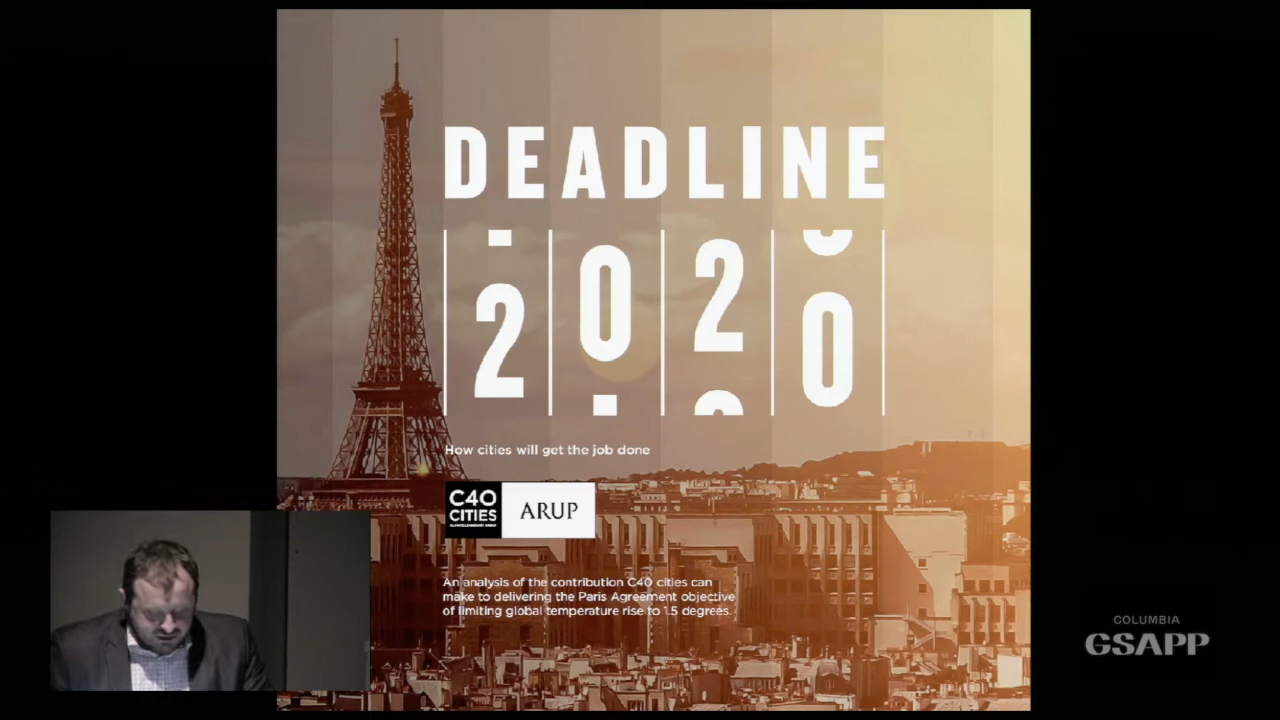 DEADLINE
2020
How cities will get the job done
C40
CITIES
ARUP
An analysis of the contribution C40 cities can
make to delivering the Paris Agreement objective
of limiting global temperature rise to 1.5 degrees.
COLUMBIA
GSAPP